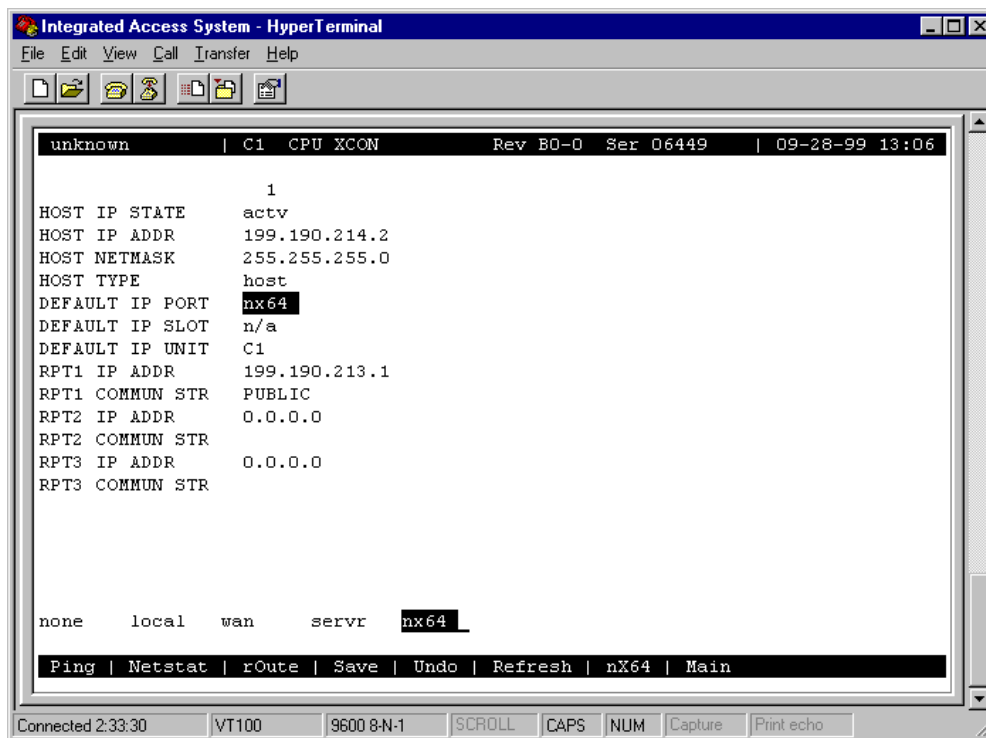 Integrated Access System - HyperTerminal
File Edit View Call Transfer Help
unknown | C1 CPU XCON Rev B0-0 Ser 06449 | 09-28-99 13:06
1
HOST IP STATE actv
HOST IP ADDR 199.190.214.2
HOST NETMASK 255.255.255.0
HOST TYPE host
DEFAULT IP PORT nx64
DEFAULT IP SLOT n/a
DEFAULT IP UNIT C1
RPT1 IP ADDR 199.190.213.1
RPT1 COMMUN STR PUBLIC
RPT2 IP ADDR 0.0.0.0
RPT2 COMMUN STR
RPT3 IP ADDR 0.0.0.0
RPT3 COMMUN STR
none local wan servr nx64
Ping | Netstat | rOute | Save | Undo | Refresh | nX64 | Main
Connected 2:33:30 VT100 9600 8-N-1 SCROLL CAPS NUM Capture Print echo